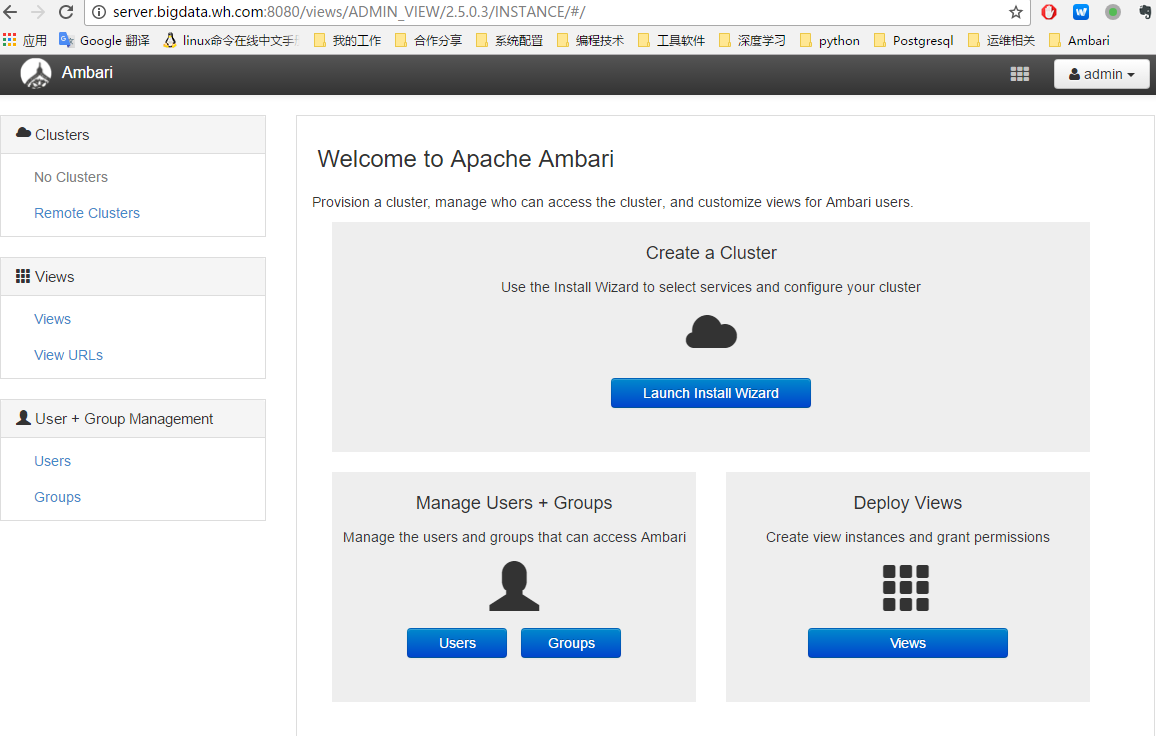 server.bigdata.wh.com:8080/views/ADMIN_VIEW/2.5.0.3/INSTANCE/#/
应用 Google 翻译 linux命令在线中文手 我的工作 合作分享 系统配置 编程技术 工具软件 深度学习 python Postgresql 运维相关 Ambari
Ambari admin
Clusters
No Clusters
Remote Clusters
Views
Views
View URLs
User + Group Management
Users
Groups
Welcome to Apache Ambari
Provision a cluster, manage who can access the cluster, and customize views for Ambari users.
Create a Cluster
Use the Install Wizard to select services and configure your cluster
Launch Install Wizard
Manage Users + Groups
Manage the users and groups that can access Ambari
Users Groups
Deploy Views
Create view instances and grant permissions
Views